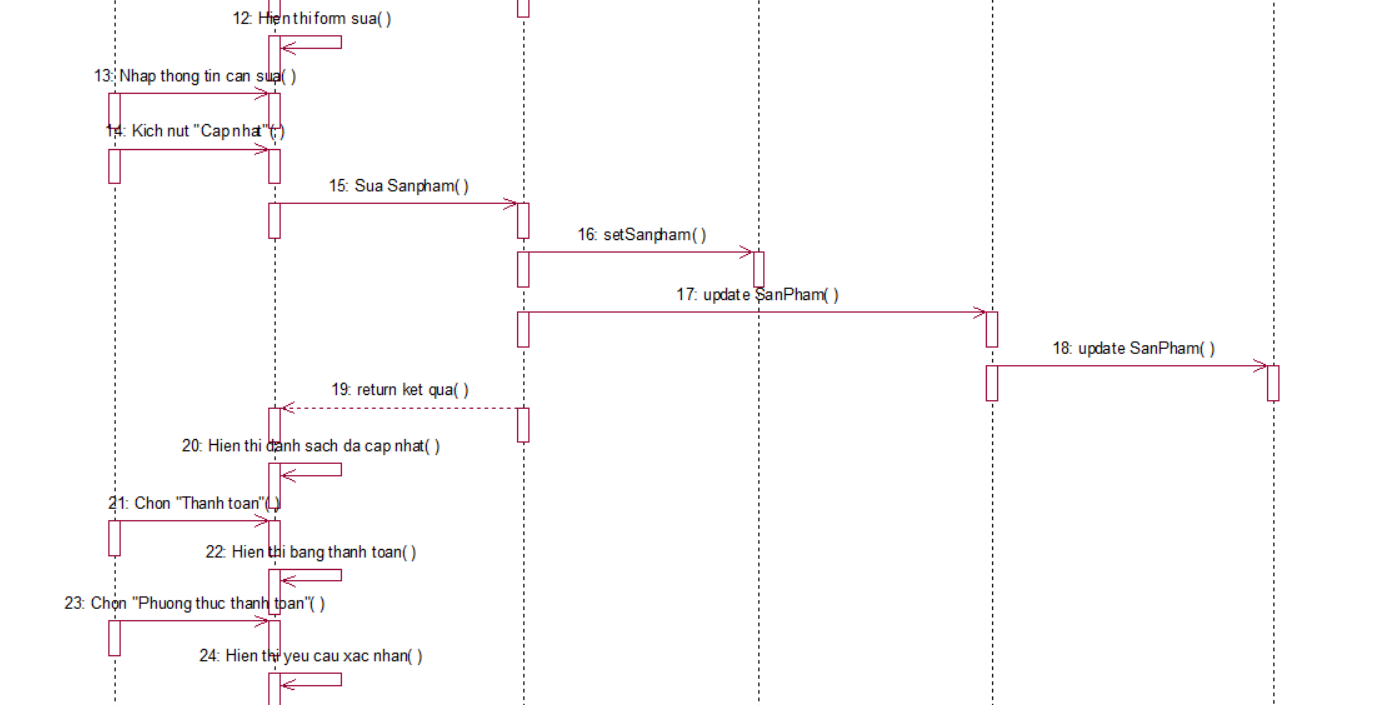 12: Hien thi form sua( )
13: Nhap thong tin can sua( )
14: Kich nut "Cap nhat"( )
15: Sua Sanpham( )
16: setSanpham( )
17: update SanPham( )
18: update SanPham( )
19: return ket qua( )
20: Hien thi danh sach da cap nhat( )
21: Chon "Thanh toan"( )
22: Hien thi bang thanh toan( )
23: Chon "Phuong thuc thanh toan"( )
24: Hien thi yeu cau xac nhan( )